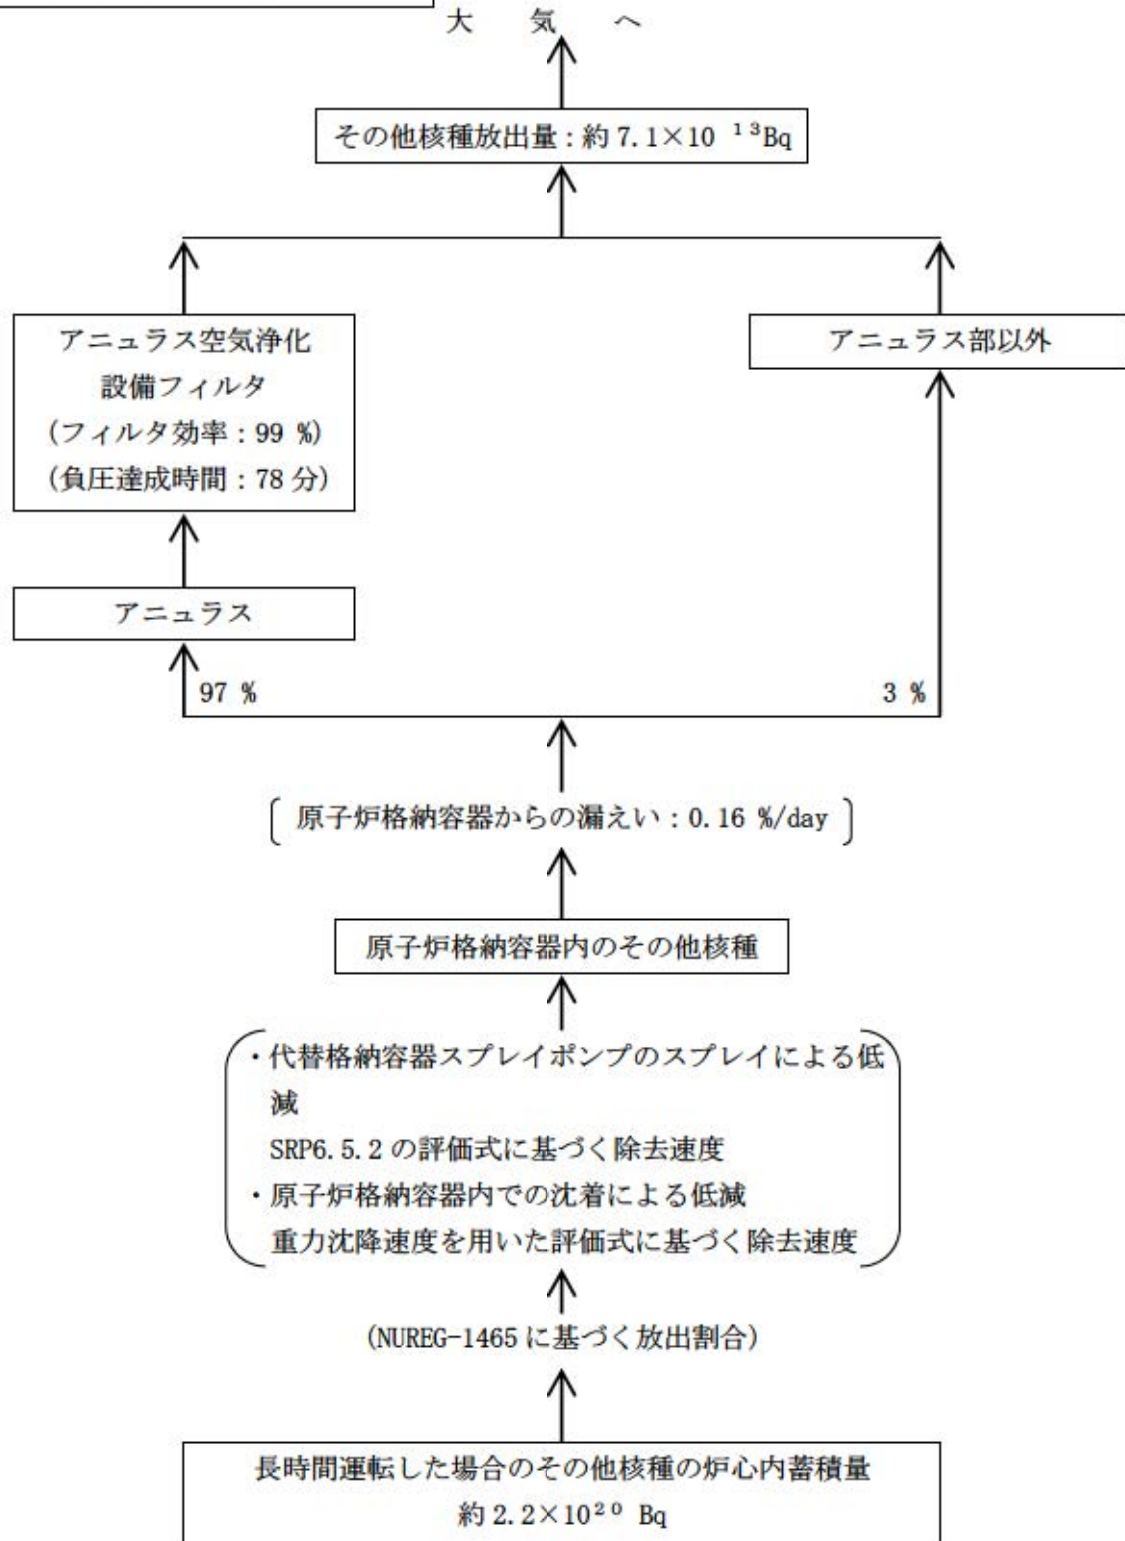 大 気 へ
その他核種放出量：約 7.1×10 ¹³Bq
アニュラス空気浄化
設備フィルタ
(フィルタ効率：99 %)
(負圧達成時間：78 分)
アニュラス部以外
アニュラス
97 %
3 %
原子炉格納容器からの漏えい：0.16 %/day
原子炉格納容器内のその他核種
・代替格納容器スプレイポンプのスプレイによる低
減
SRP6.5.2 の評価式に基づく除去速度
・原子炉格納容器内での沈着による低減
重力沈降速度を用いた評価式に基づく除去速度
(NUREG-1465 に基づく放出割合)
長時間運転した場合のその他核種の炉心内蓄積量
約 2.2×10²⁰ Bq